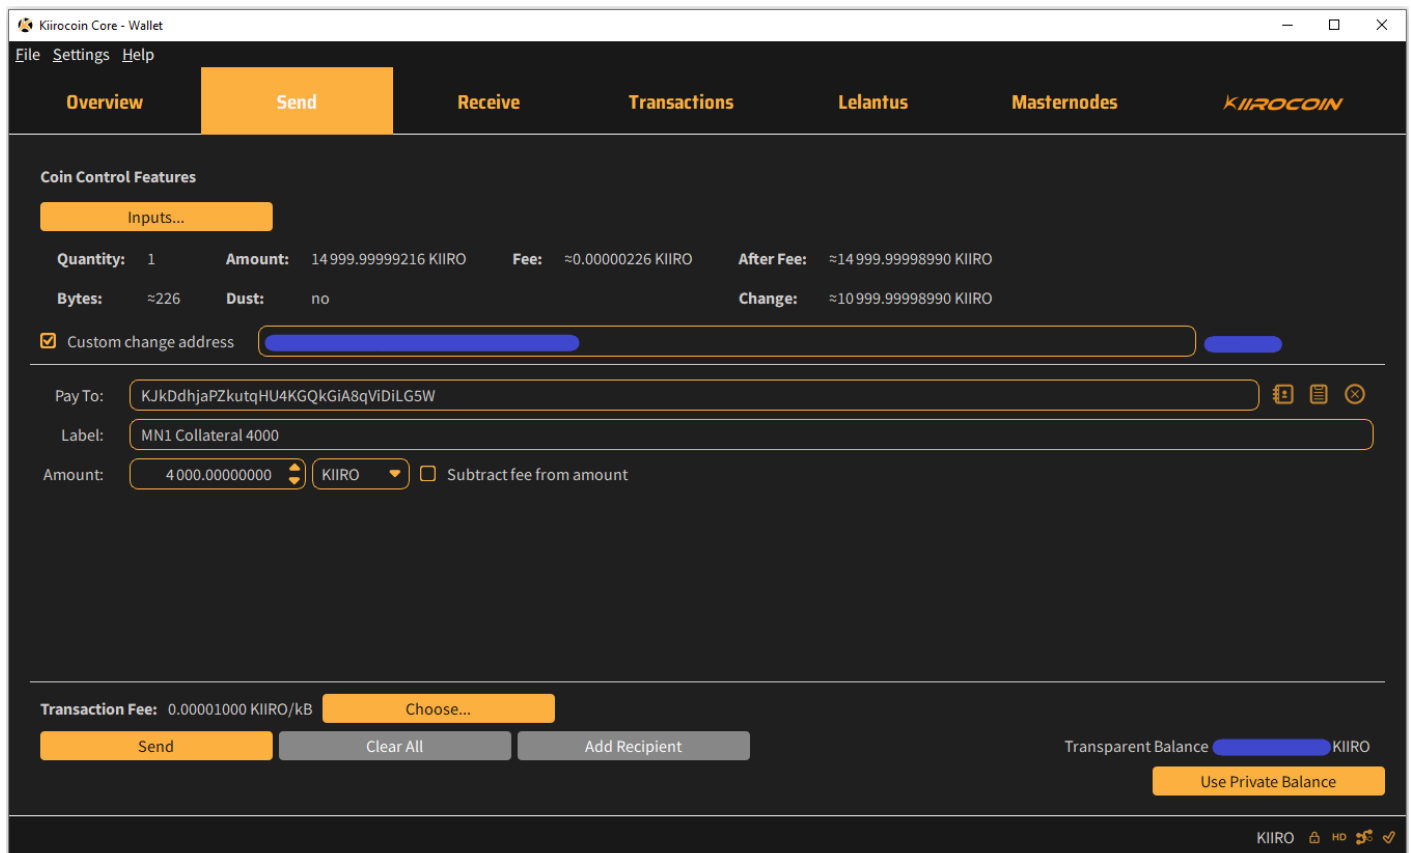 Kiirocoin Core - Wallet
File Settings Help
Overview Send Receive Transactions Lelantus Masternodes KIIROCOIN
Coin Control Features
Inputs...
Quantity: 1 Amount: 14 999.99999216 KIIRO Fee: ≈0.00000226 KIIRO After Fee: ≈14 999.99998990 KIIRO
Bytes: ≈226 Dust: no Change: ≈10 999.99998990 KIIRO
Custom change address
Pay To: KJkDdhjaPZkutqHU4KGQkGiA8qViDiLG5W
Label: MN1 Collateral 4000
Amount: 4 000.00000000 KIIRO Subtract fee from amount
Transaction Fee: 0.00001000 KIIRO/kB Choose...
Send Clear All Add Recipient Transparent Balance KIIRO
Use Private Balance
KIIRO HD